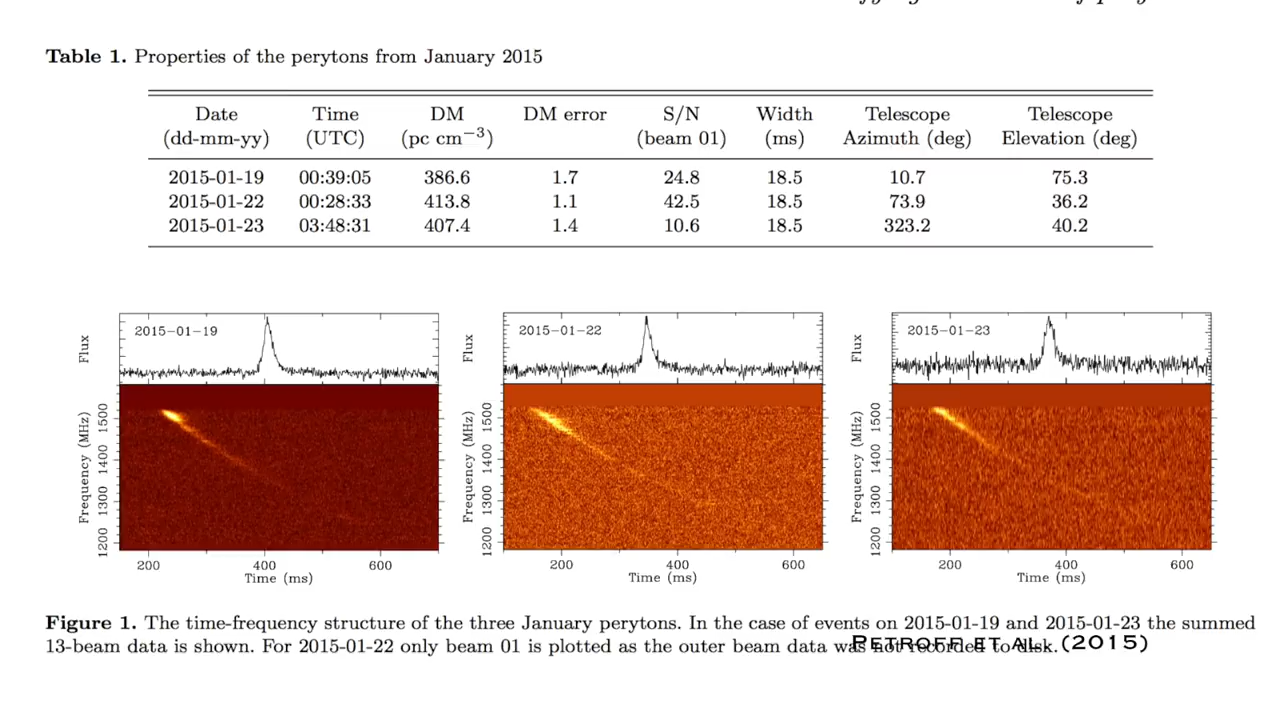 Table 1. Properties of the perytons from January 2015
Date Time DM DM error S/N Width Telescope Telescope
(dd-mm-yy) (UTC) (pc cm−3) (beam 01) (ms) Azimuth (deg) Elevation (deg)
2015-01-19 00:39:05 386.6 1.7 24.8 18.5 10.7 75.3
2015-01-22 00:28:33 413.8 1.1 42.5 18.5 73.9 36.2
2015-01-23 03:48:31 407.4 1.4 10.6 18.5 323.2 40.2
Flux
2015-01-19
Frequency (MHz)
1500
1400
1300
1200
200 400 600
Time (ms)
Flux
2015-01-22
Frequency (MHz)
1500
1400
1300
1200
200 400 600
Time (ms)
Flux
2015-01-23
Frequency (MHz)
1500
1400
1300
1200
200 400 600
Time (ms)
Figure 1. The time-frequency structure of the three January perytons. In the case of events on 2015-01-19 and 2015-01-23 the summed
13-beam data is shown. For 2015-01-22 only beam 01 is plotted as the outer beam data was not recorded to disk.
PETROFF ET AL. (2015)